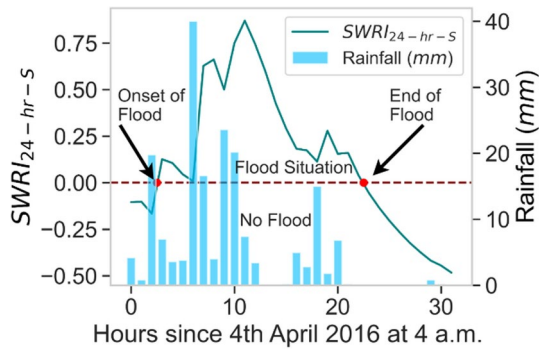 SWRI24-hr-S
Rainfall (mm)
Onset of
Flood
End of
Flood
Flood Situation
No Flood
0.75
0.50
0.25
0.00
−0.25
−0.50
SWRI24−hr−S
40
30
20
10
0
Rainfall (mm)
0
10
20
30
Hours since 4th April 2016 at 4 a.m.